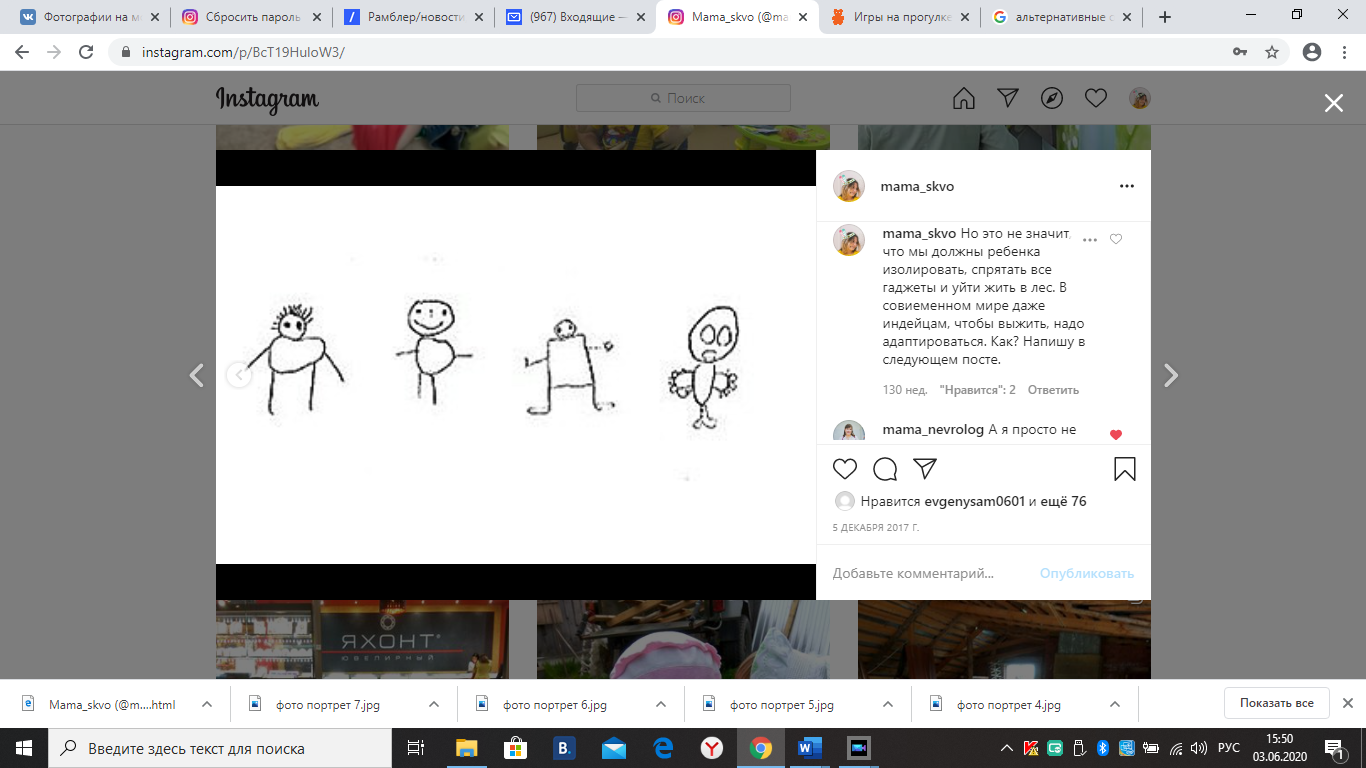 Фотографии на м
Сбросить пароль
Рамблер/новости
(967) Входящие —
Mama_skvo (@ma
Игры на прогулке
альтернативные с
instagram.com/p/BcT19HuloW3/
Instagram
Поиск
mama_skvo
mama_skvo Но это не значит,
что мы должны ребенка
изолировать, спрятать все
гаджеты и уйти жить в лес. В
совиеменном мире даже
индейцам, чтобы выжить, надо
адаптироваться. Как? Напишу в
следующем посте.
130 нед. "Нравится": 2 Ответить
mama_nevrolog А я просто не
Нравится evgenysam0601 и ещё 76
5 ДЕКАБРЯ 2017 Г.
Добавьте комментарий... Опубликовать
ЯХОНТ
ЮВЕЛИРНЫЙ
Mama_skvo (@m....html
фото портрет 7.jpg
фото портрет 6.jpg
фото портрет 5.jpg
фото портрет 4.jpg
Показать все
Введите здесь текст для поиска
B.
W
РУС
15:50
03.06.2020
1